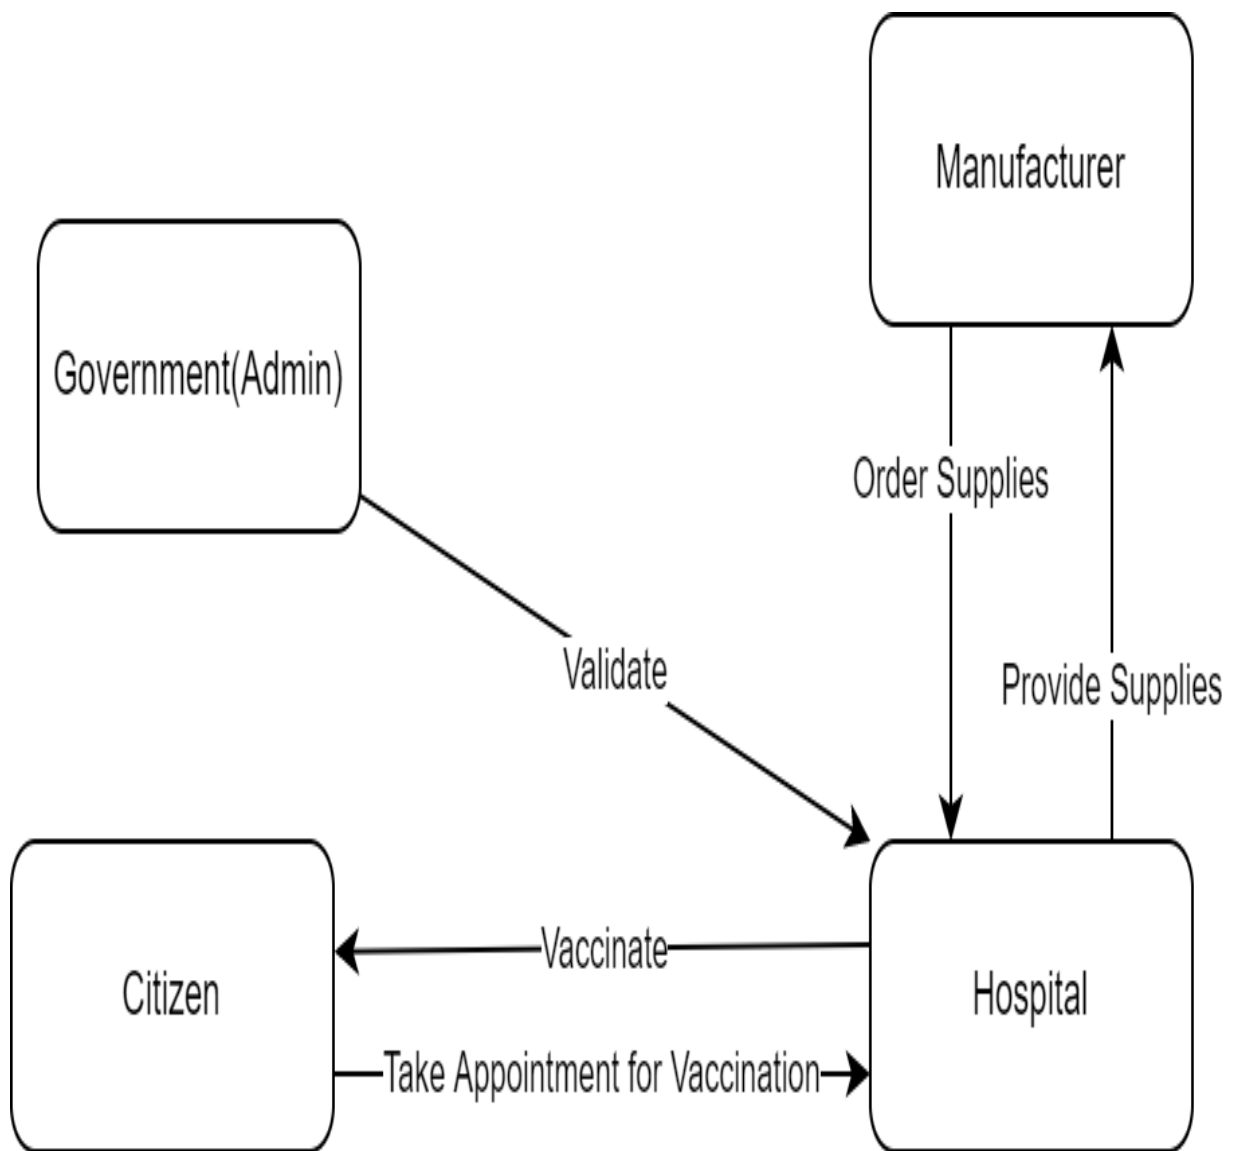 Manufacturer
Government(Admin)
Order Supplies
Validate
Provide Supplies
Vaccinate
Citizen
Hospital
Take Appointment for Vaccination